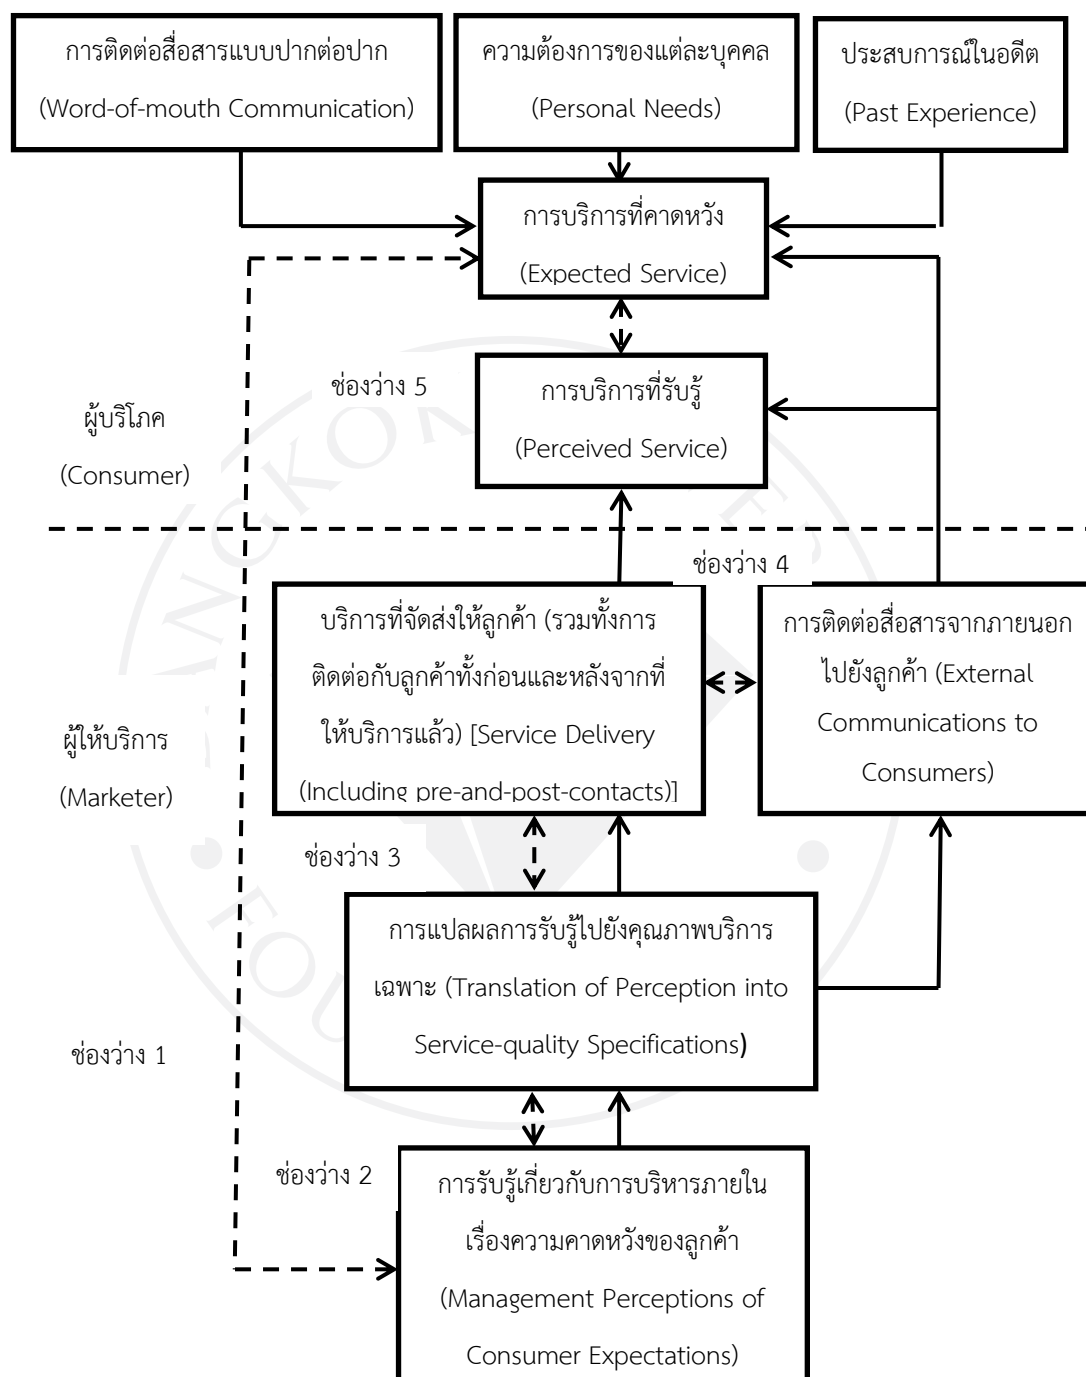 การติดต่อสื่อสารแบบปากต่อปาก
(Word-of-mouth Communication)
ความต้องการของแต่ละบุคคล
(Personal Needs)
ประสบการณ์ในอดีต
(Past Experience)
การบริการที่คาดหวัง
(Expected Service)
ช่องว่าง 5
การบริการที่รับรู้
(Perceived Service)
ผู้บริโภค
(Consumer)
ช่องว่าง 4
บริการที่จัดส่งให้ลูกค้า (รวมทั้งการ
ติดต่อกับลูกค้าทั้งก่อนและหลังจากที่
ให้บริการแล้ว) [Service Delivery
(Including pre-and-post-contacts)]
การติดต่อสื่อสารจากภายนอก
ไปยังลูกค้า (External
Communications to
Consumers)
ผู้ให้บริการ
(Marketer)
ช่องว่าง 3
การแปลผลการรับรู้ไปยังคุณภาพบริการ
เฉพาะ (Translation of Perception into
Service-quality Specifications)
ช่องว่าง 1
ช่องว่าง 2
การรับรู้เกี่ยวกับการบริหารภายใน
เรื่องความคาดหวังของลูกค้า
(Management Perceptions of
Consumer Expectations)